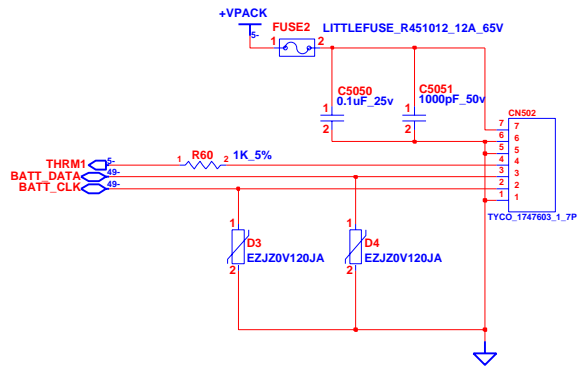 +VPACK
5-
FUSE2
LITTLEFUSE_R451012_12A_65V
1
2
C5050
0.1uF_25v
1
2
C5051
1000pF_50v
1
2
CN502
7 7
6 6
5 5
4 4
3 3
2 2
1 1
TYCO_1747603_1_7P
THRM1 5-
1 R60 2 1K_5%
BATT_DATA 49-
BATT_CLK 49-
1
D3
EZJZ0V120JA
2
1
D4
EZJZ0V120JA
2